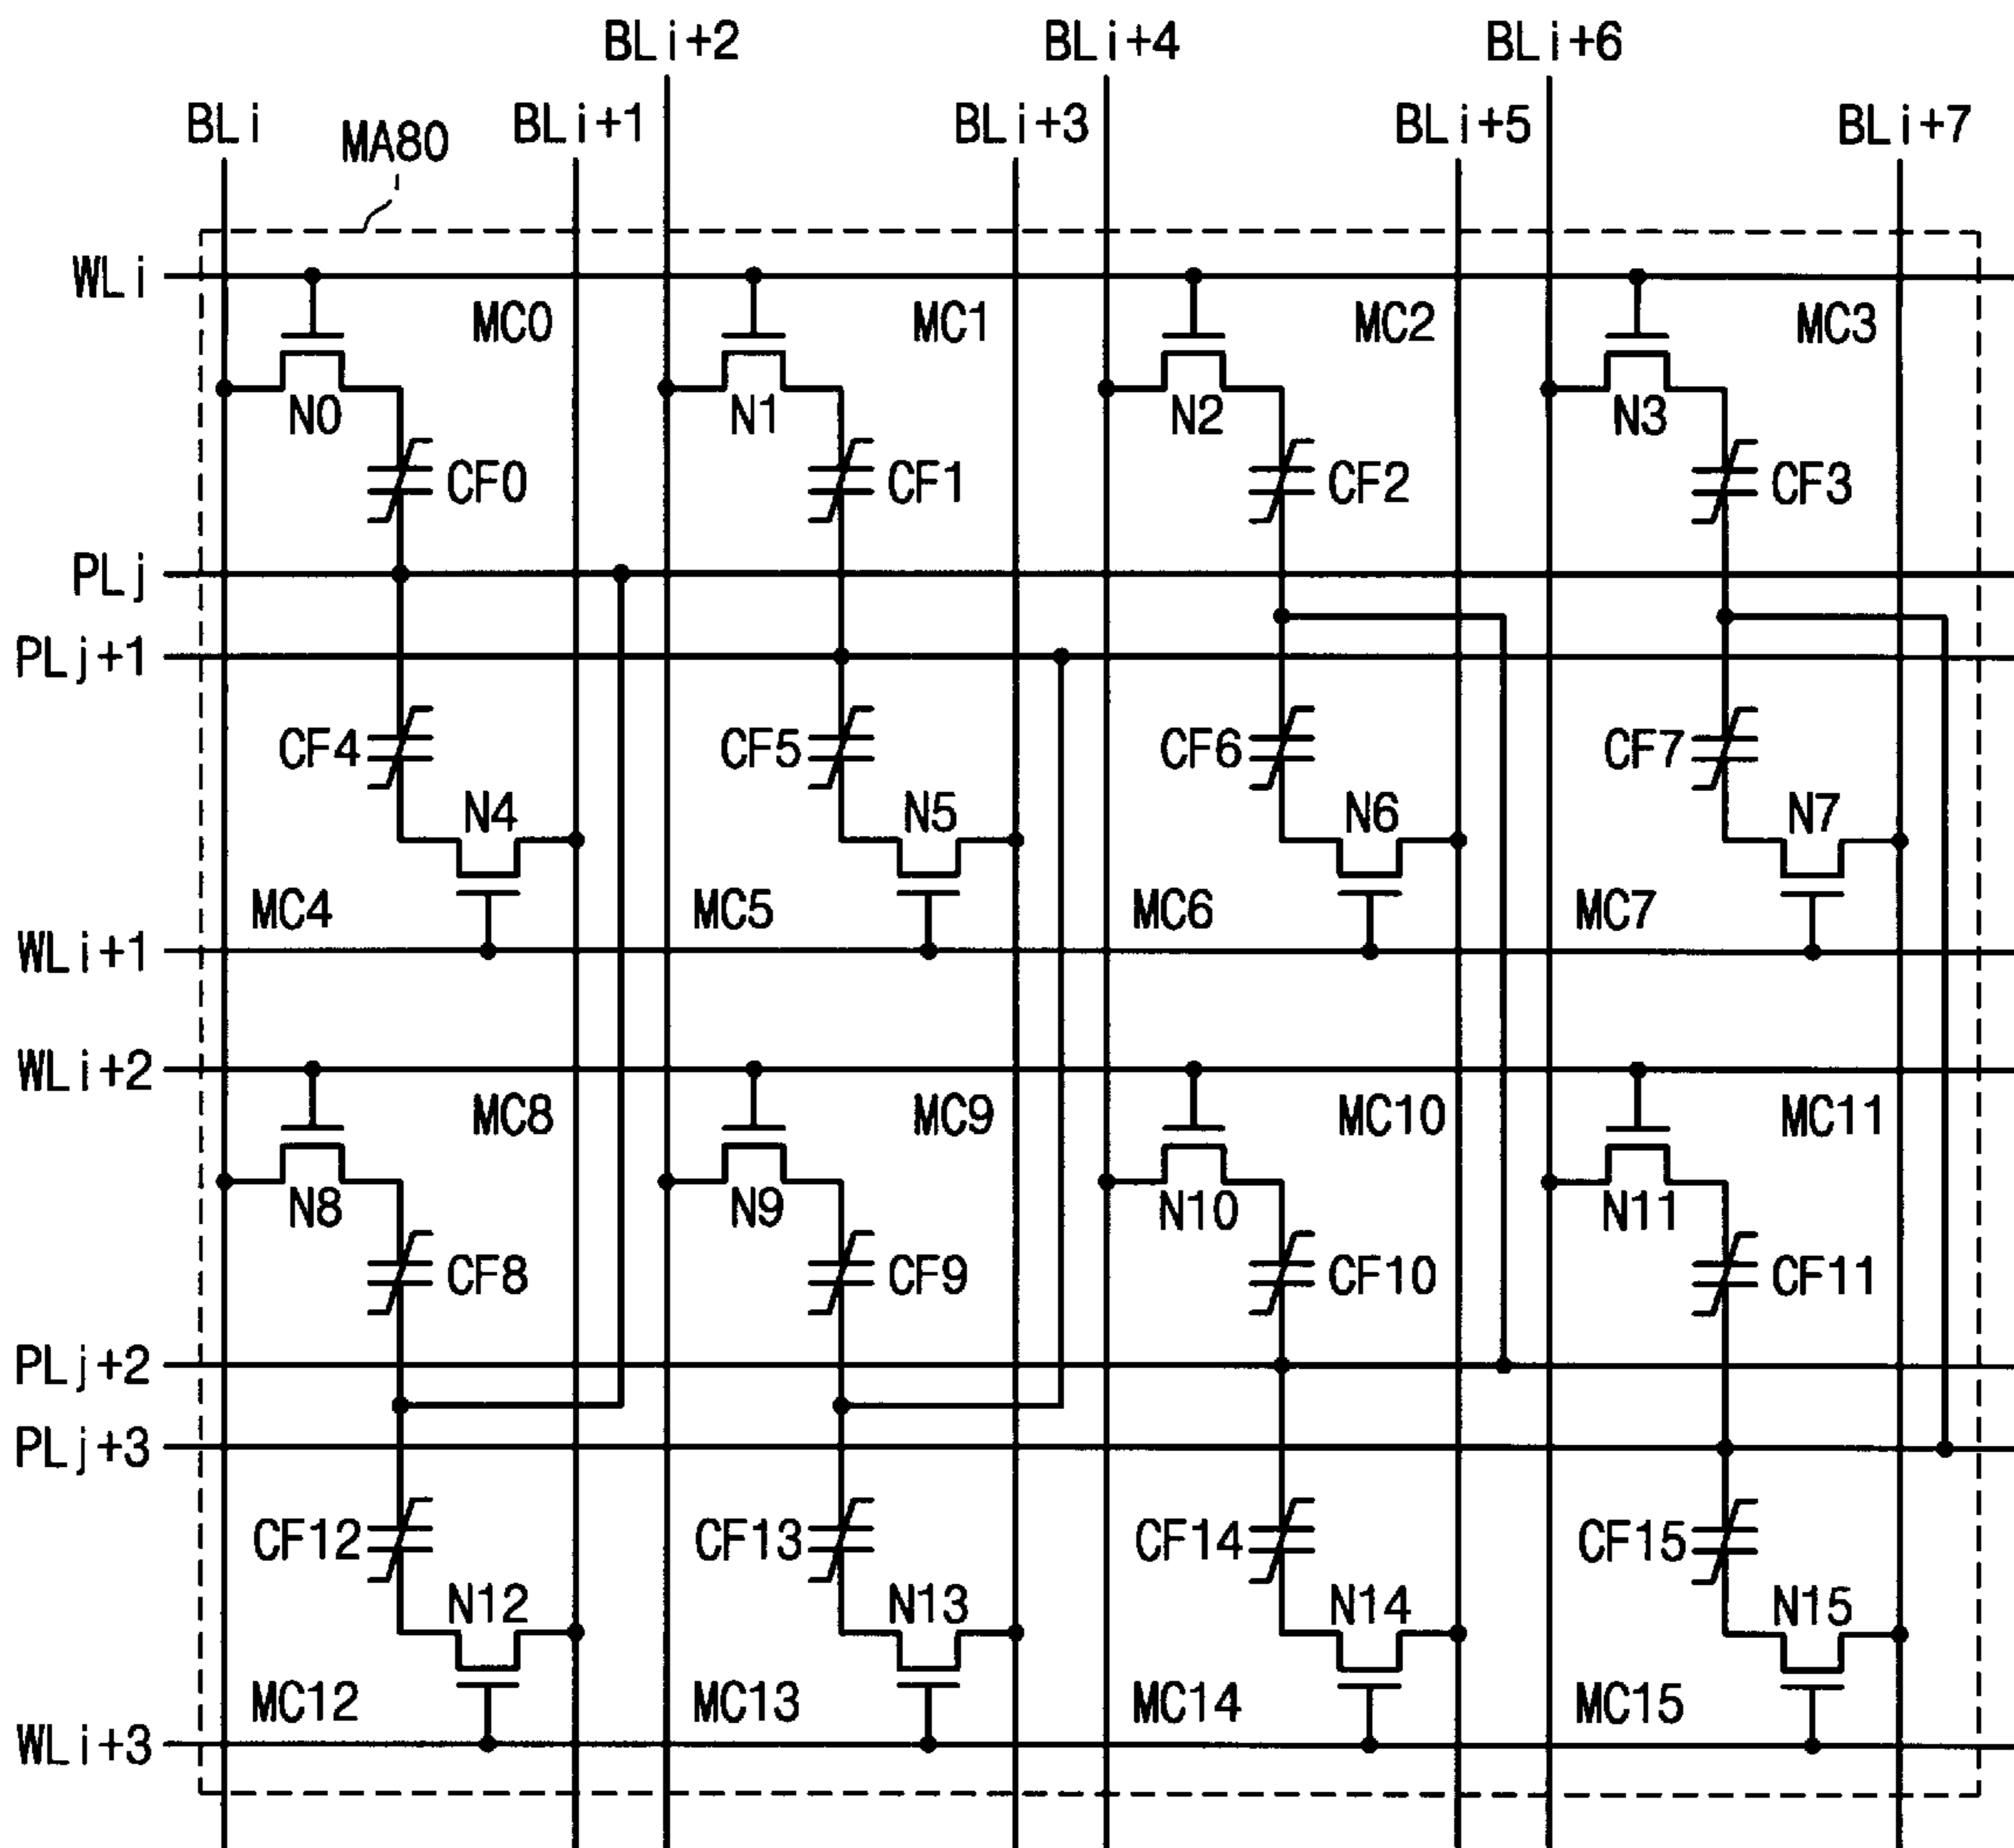 BLi+2 BLi+4 BLi+6
BLi MA80 BLi+1 BLi+3 BLi+5 BLi+7
WLi
MC0 MC1 MC2 MC3
N0 N1 N2 N3
CF0 CF1 CF2 CF3
PLj
PLj+1
CF4 CF5 CF6 CF7
N4 N5 N6 N7
MC4 MC5 MC6 MC7
WLi+1
WLi+2
MC8 MC9 MC10 MC11
N8 N9 N10 N11
CF8 CF9 CF10 CF11
PLj+2
PLj+3
CF12 CF13 CF14 CF15
N12 N13 N14 N15
MC12 MC13 MC14 MC15
WLi+3